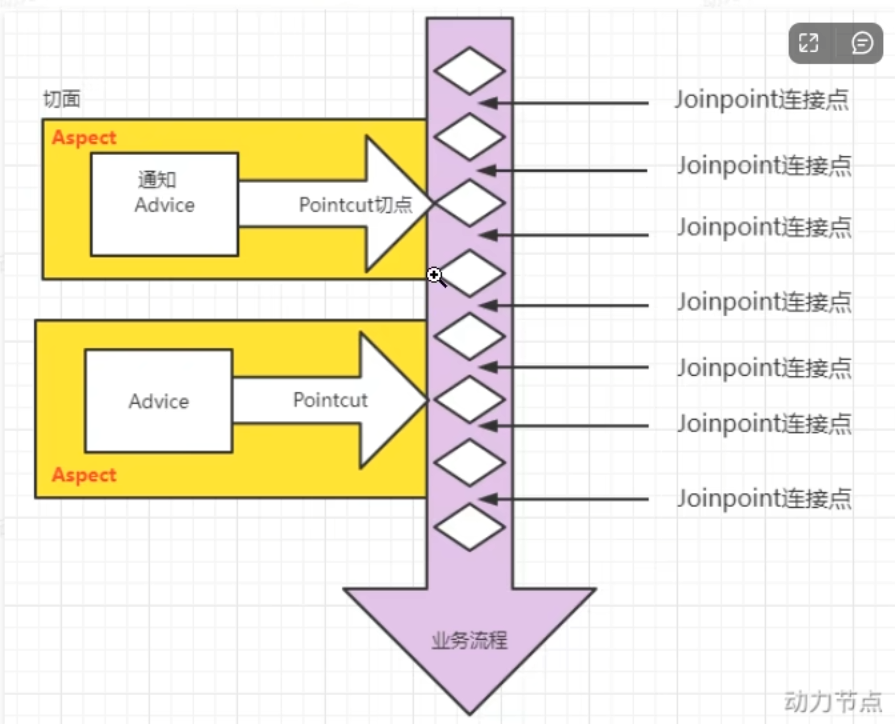 切面
Aspect
通知
Advice
Pointcut切点
Advice
Pointcut
Aspect
Joinpoint连接点
Joinpoint连接点
Joinpoint连接点
Joinpoint连接点
Joinpoint连接点
Joinpoint连接点
Joinpoint连接点
业务流程
动力节点